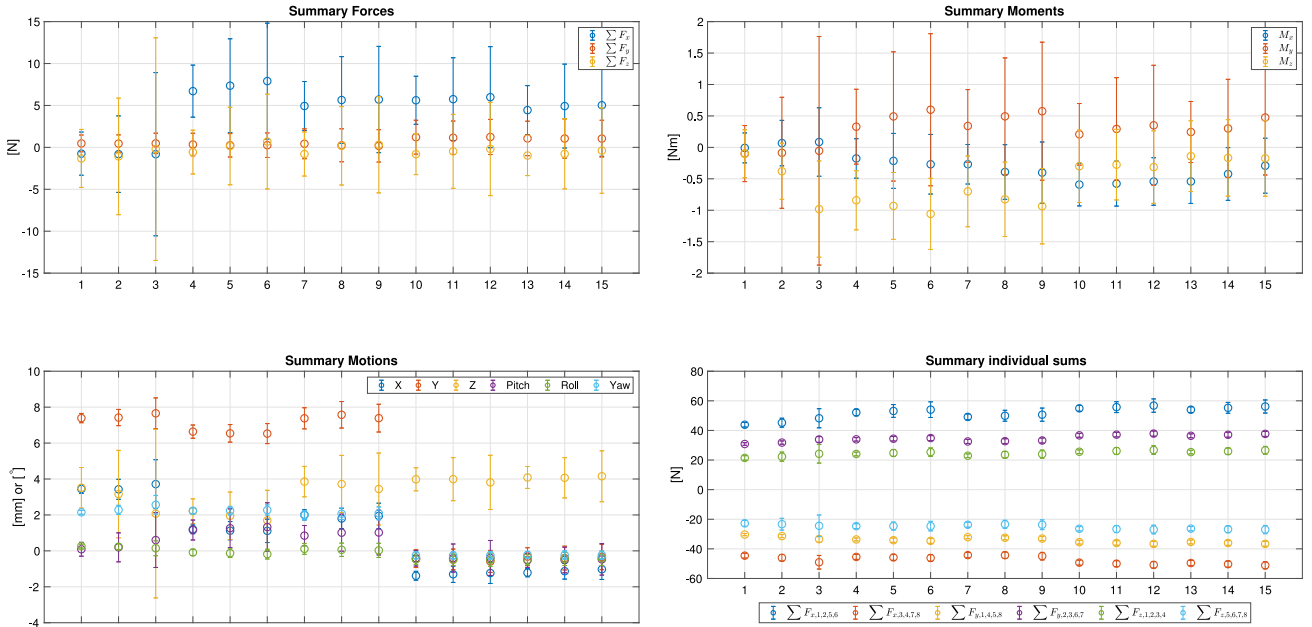 Summary Forces
15
10
5
0
-5
-10
-15
[N]
1 2 3 4 5 6 7 8 9 10 11 12 13 14 15
∑ F_x
∑ F_y
∑ F_z
Summary Moments
2
1.5
1
0.5
0
-0.5
-1
-1.5
-2
[Nm]
1 2 3 4 5 6 7 8 9 10 11 12 13 14 15
M_x
M_y
M_z
Summary Motions
10
8
6
4
2
0
-2
-4
[mm] or [°]
1 2 3 4 5 6 7 8 9 10 11 12 13 14 15
X Y Z Pitch Roll Yaw
Summary individual sums
80
60
40
20
0
-20
-40
-60
[N]
1 2 3 4 5 6 7 8 9 10 11 12 13 14 15
∑ F_x,1,2,5,6 ∑ F_x,3,4,7,8 ∑ F_y,1,4,5,8 ∑ F_y,2,3,6,7 ∑ F_z,1,2,3,4 ∑ F_z,5,6,7,8